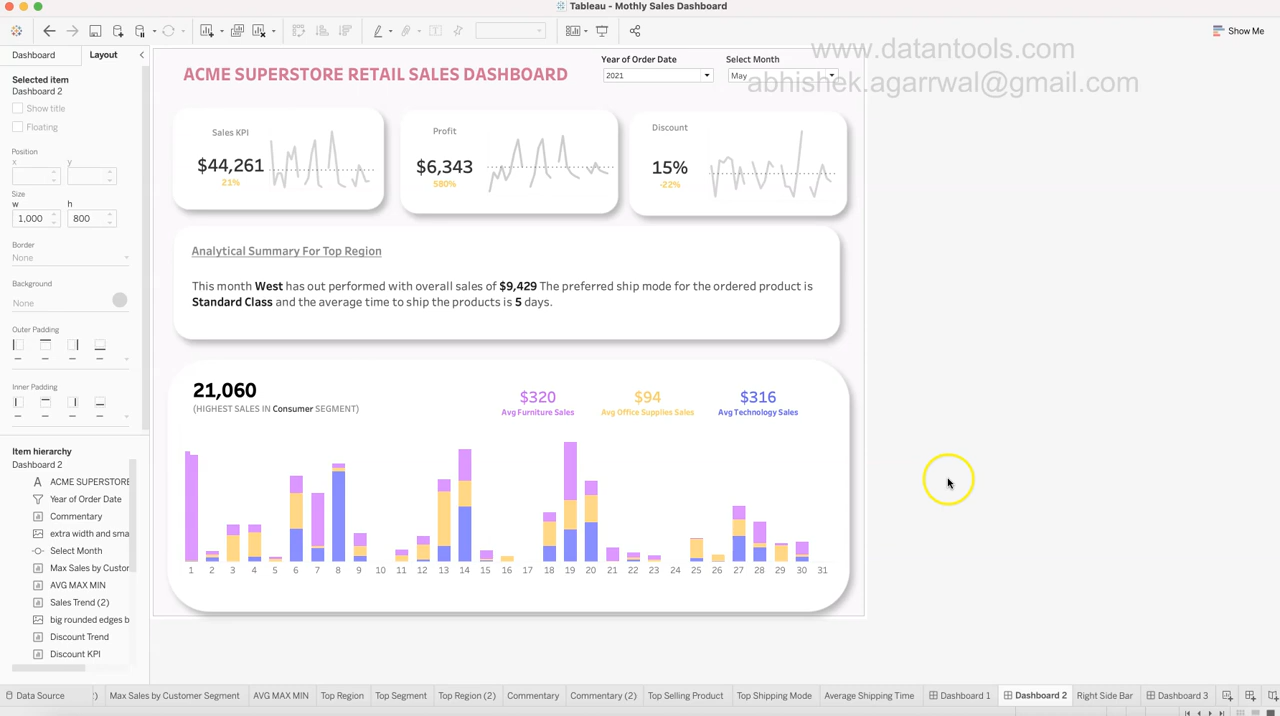 Tableau - Mothly Sales Dashboard
Show Me
Dashboard
Layout
www.datantools.com
abhishek.agarrwal@gmail.com
Selected item
Dashboard 2
Show title
Floating
Position
x
y
Size
w
h
1,000
800
Border
None
Background
None
Outer Padding
Inner Padding
Item hierarchy
Dashboard 2
ACME SUPERSTORE
Year of Order Date
Commentary
extra width and sma
Select Month
Max Sales by Custom
AVG MAX MIN
Sales Trend (2)
big rounded edges b
Discount Trend
Discount KPI
ACME SUPERSTORE RETAIL SALES DASHBOARD
Year of Order Date
2021
Select Month
May
Sales KPI
$44,261
21%
Profit
$6,343
580%
Discount
15%
-22%
Analytical Summary For Top Region
This month West has out performed with overall sales of $9,429 The preferred ship mode for the ordered product is
Standard Class and the average time to ship the products is 5 days.
21,060
(HIGHEST SALES IN Consumer SEGMENT)
$320
Avg Furniture Sales
$94
Avg Office Supplies Sales
$316
Avg Technology Sales
1 2 3 4 5 6 7 8 9 10 11 12 13 14 15 16 17 18 19 20 21 22 23 24 25 26 27 28 29 30 31
Data Source
) Max Sales by Customer Segment AVG MAX MIN Top Region Top Segment Top Region (2) Commentary Commentary (2) Top Selling Product Top Shipping Mode Average Shipping Time Dashboard 1 Dashboard 2 Right Side Bar Dashboard 3